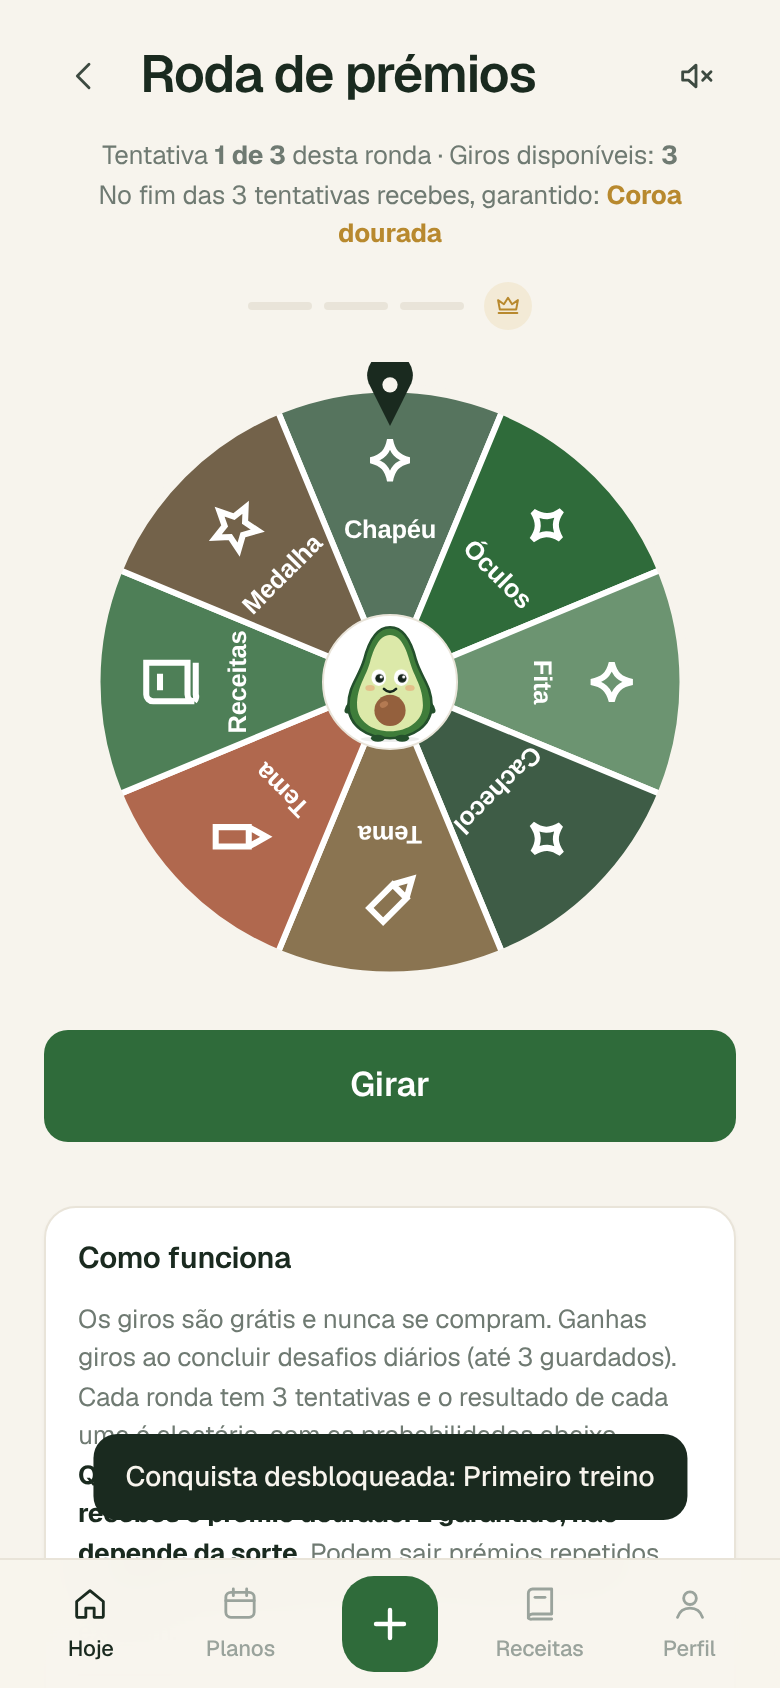 Roda de prémios
Tentativa 1 de 3 desta ronda · Giros disponíveis: 3
No fim das 3 tentativas recebes, garantido: Coroa
dourada
Chapéu
Óculos
Medalha
Fita
Receitas
Cachecol
Tema
Tema
Girar
Como funciona
Os giros são grátis e nunca se compram. Ganhas
giros ao concluir desafios diários (até 3 guardados).
Cada ronda tem 3 tentativas e o resultado de cada
Conquista desbloqueada: Primeiro treino
depende da sorte. Podem sair prémios repetidos
Hoje
Planos
Receitas
Perfil